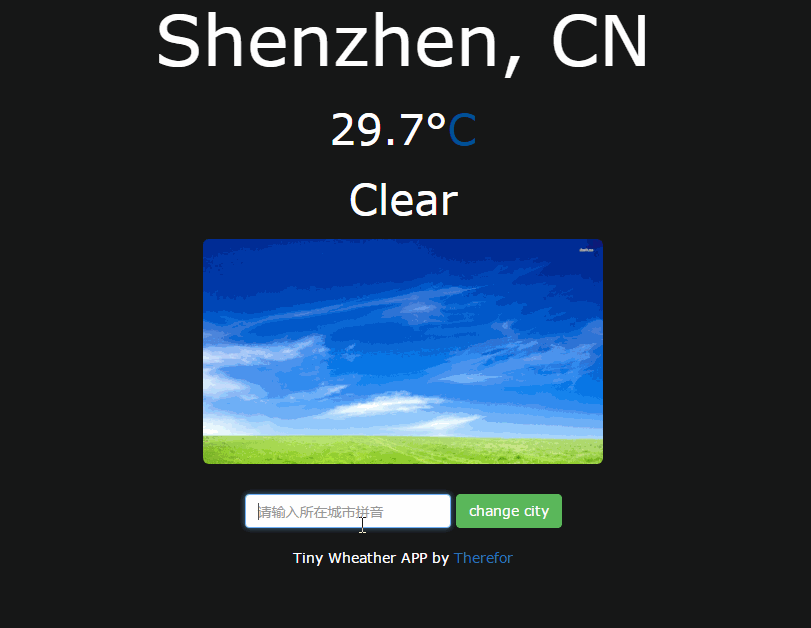 Shenzhen, CN
29.7°C
Clear
请输入所在城市拼音
change city
Tiny Wheather APP by Therefor